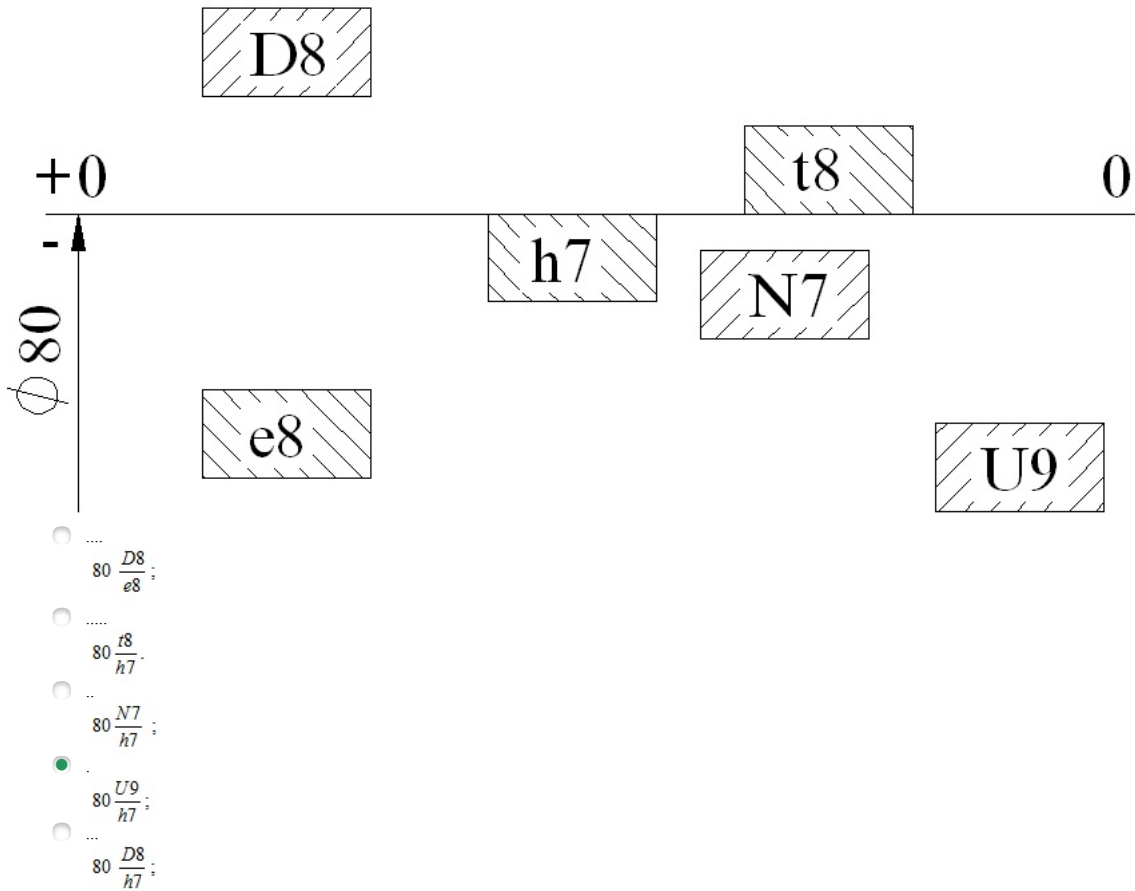 D8
t8
+0
0
-
h7
N7
⌀80
e8
U9
....
80 D8/e8 ;
.....
80 t8/h7 .
..
80 N7/h7 ;
.
80 U9/h7 ;
...
80 D8/h7 ;